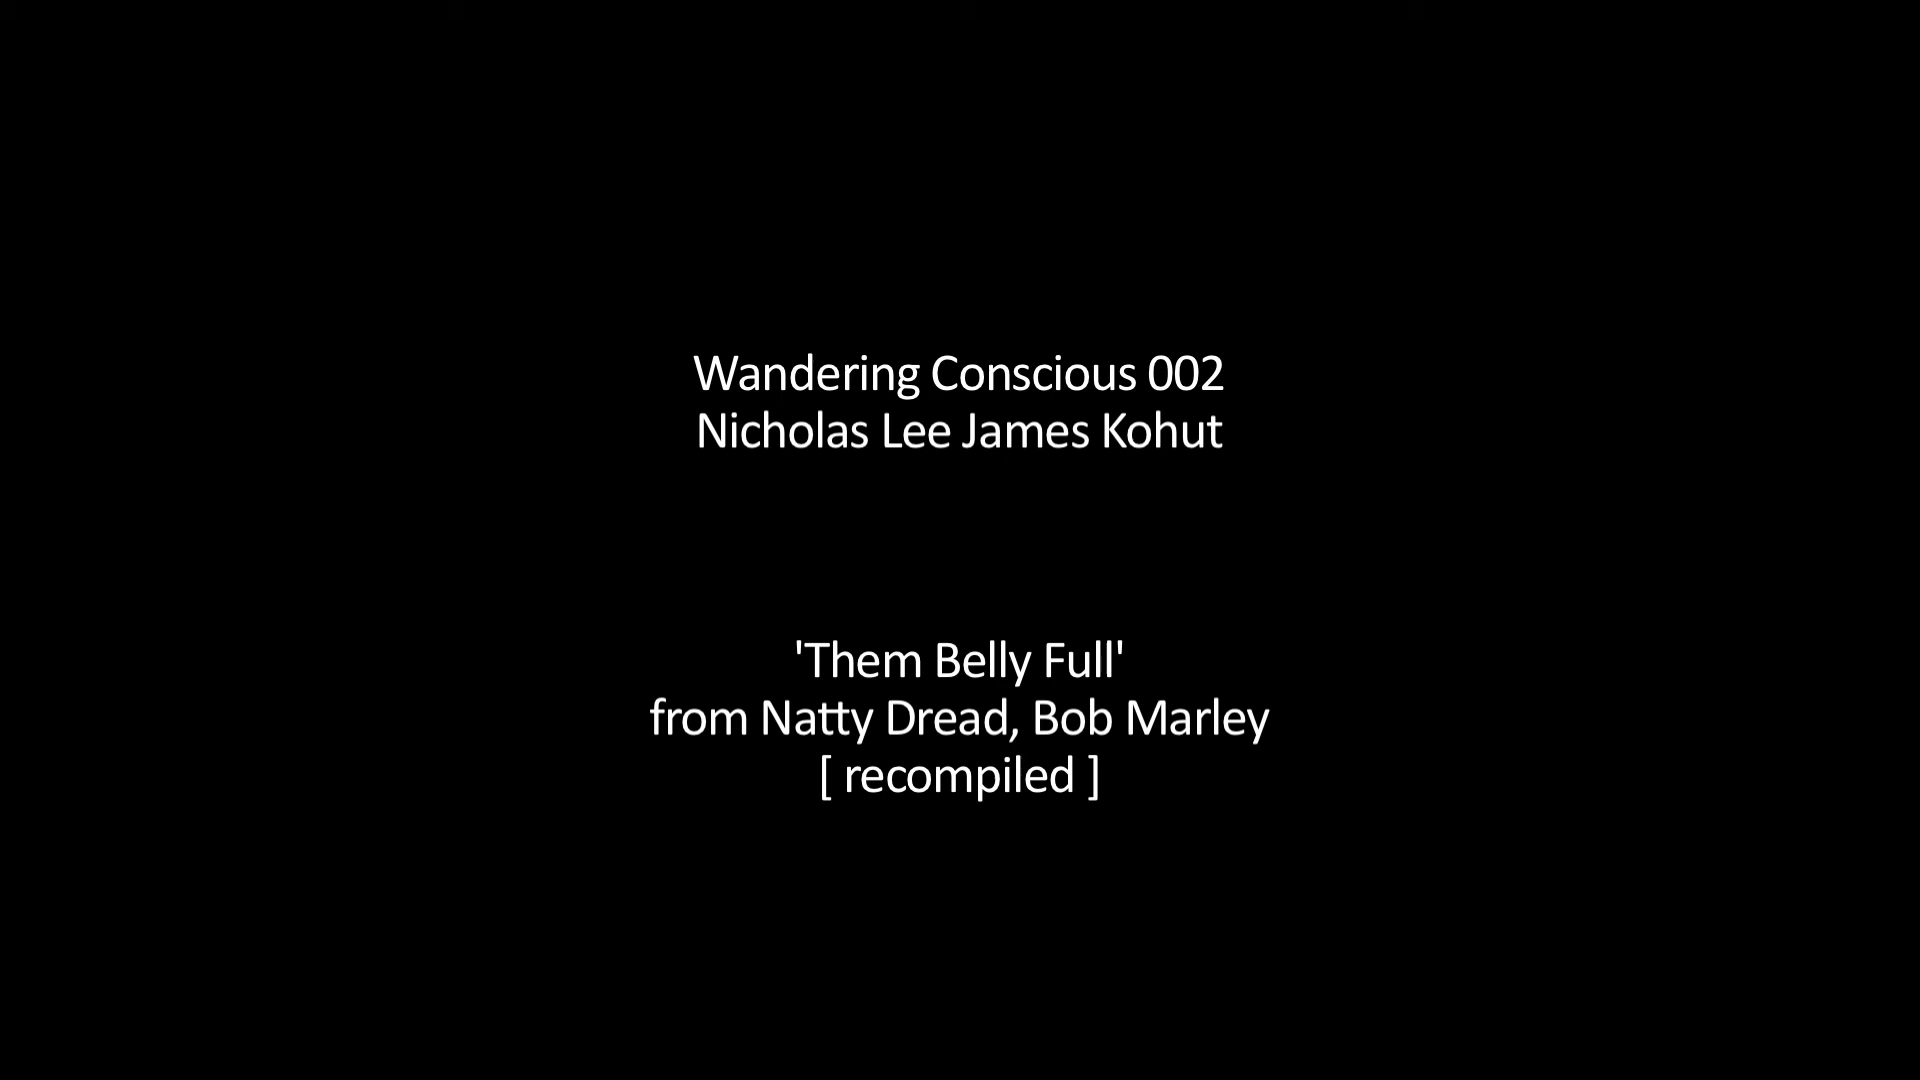 Wandering Conscious 002
Nicholas Lee James Kohut
'Them Belly Full'
from Natty Dread, Bob Marley
[ recompiled ]